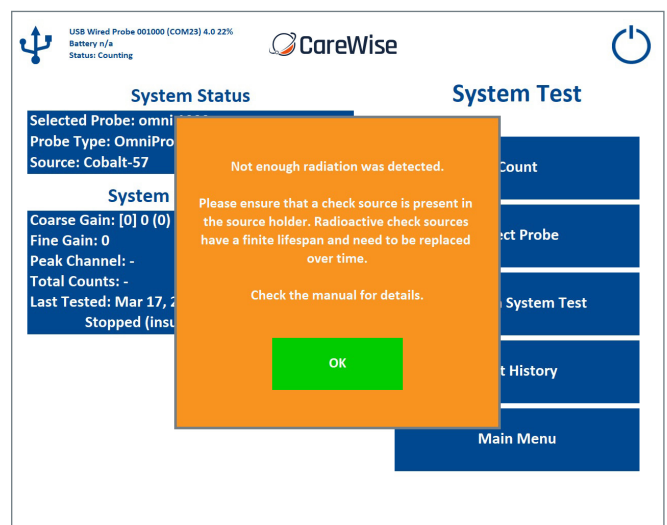 USB Wired Probe 001000 (COM23) 4.0 22%
Battery n/a
Status: Counting
CareWise
System Status
System Test
Selected Probe: omni
Probe Type: OmniPro
Source: Cobalt-57
System
Coarse Gain: [0] 0 (0)
Fine Gain: 0
Peak Channel: -
Total Counts: -
Last Tested: Mar 17, 2
Stopped (insu
Not enough radiation was detected.
Please ensure that a check source is present in
the source holder. Radioactive check sources
have a finite lifespan and need to be replaced
over time.
Check the manual for details.
OK
Count
ect Probe
System Test
t History
Main Menu